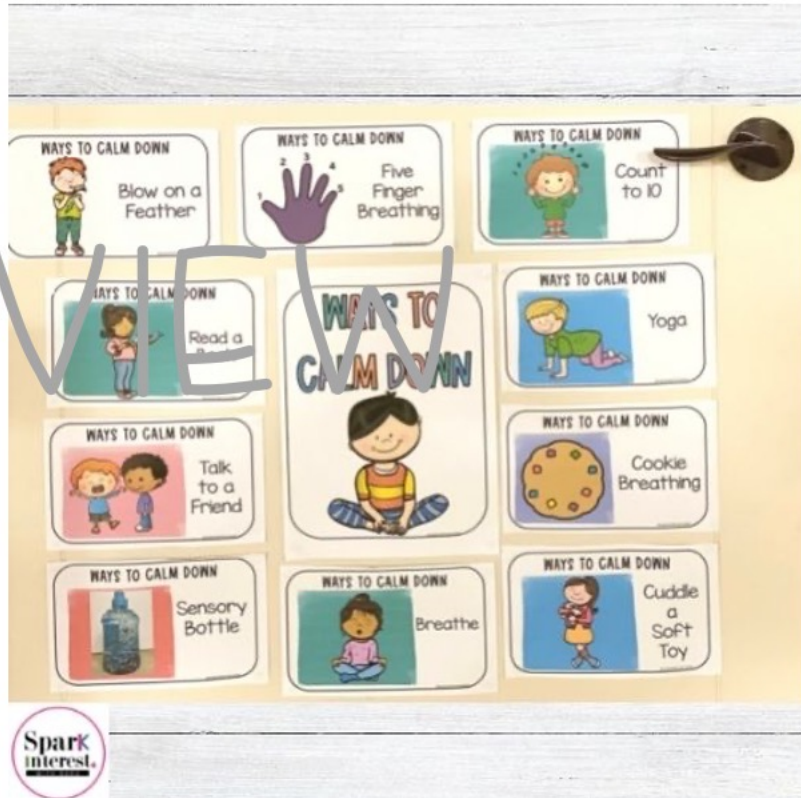 WAYS TO CALM DOWN
Blow on a
Feather
WAYS TO CALM DOWN
1 2 3 4 5
Five
Finger
Breathing
WAYS TO CALM DOWN
Count
to 10
VIEW
WAYS TO CALM DOWN
Read a
WAYS TO
CALM DOWN
WAYS TO CALM DOWN
Yoga
WAYS TO CALM DOWN
Talk
to a
Friend
WAYS TO CALM DOWN
Cookie
Breathing
WAYS TO CALM DOWN
Sensory
Bottle
WAYS TO CALM DOWN
Breathe
WAYS TO CALM DOWN
Cuddle
a
Soft
Toy
Spark
interest.